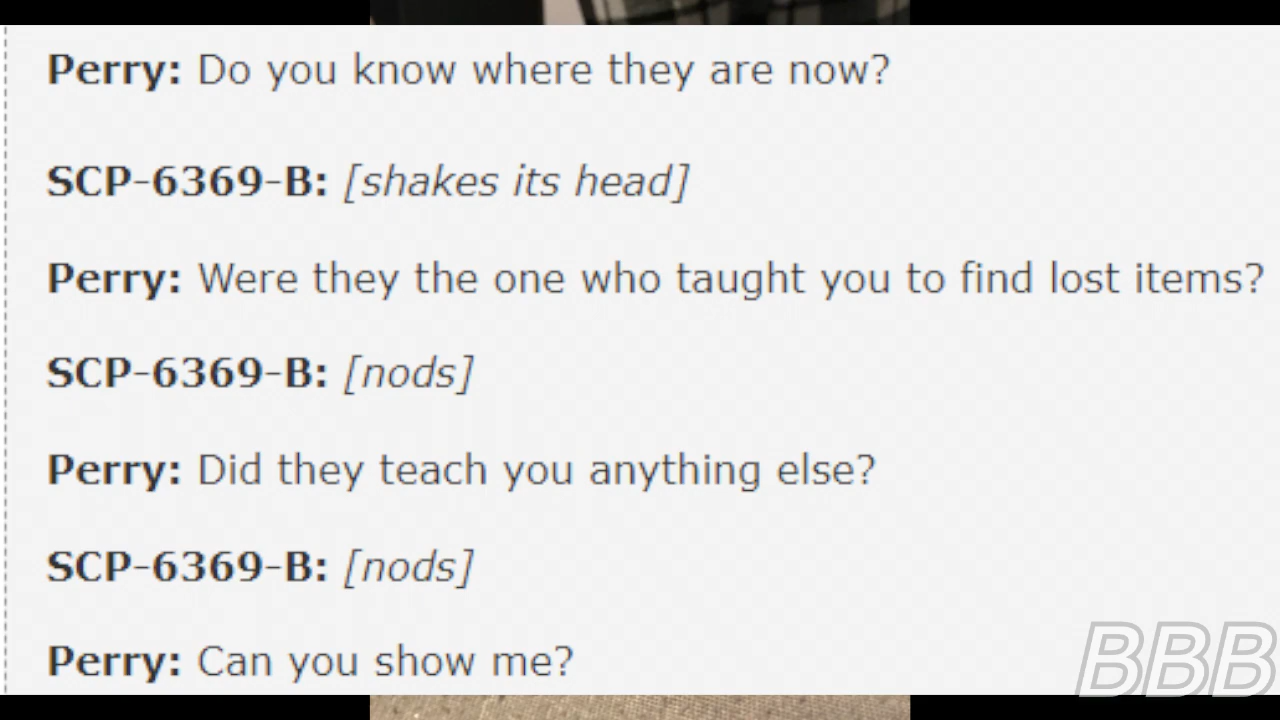 Perry: Do you know where they are now?
SCP-6369-B: [shakes its head]
Perry: Were they the one who taught you to find lost items?
SCP-6369-B: [nods]
Perry: Did they teach you anything else?
SCP-6369-B: [nods]
Perry: Can you show me?
BBB